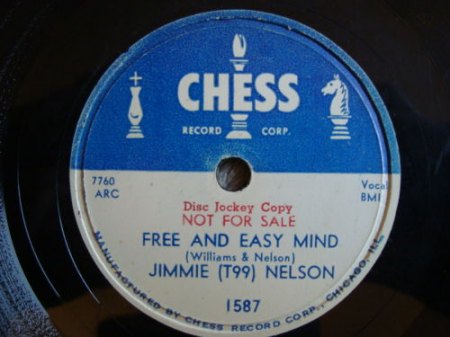 CHESS
RECORD CORP.
7760
ARC
Vocal
BMI
Disc Jockey Copy
NOT FOR SALE
FREE AND EASY MIND
(Williams & Nelson)
JIMMIE (T99) NELSON
1587
MANUFACTURED BY CHESS RECORD CORP., CHICAGO, ILL.